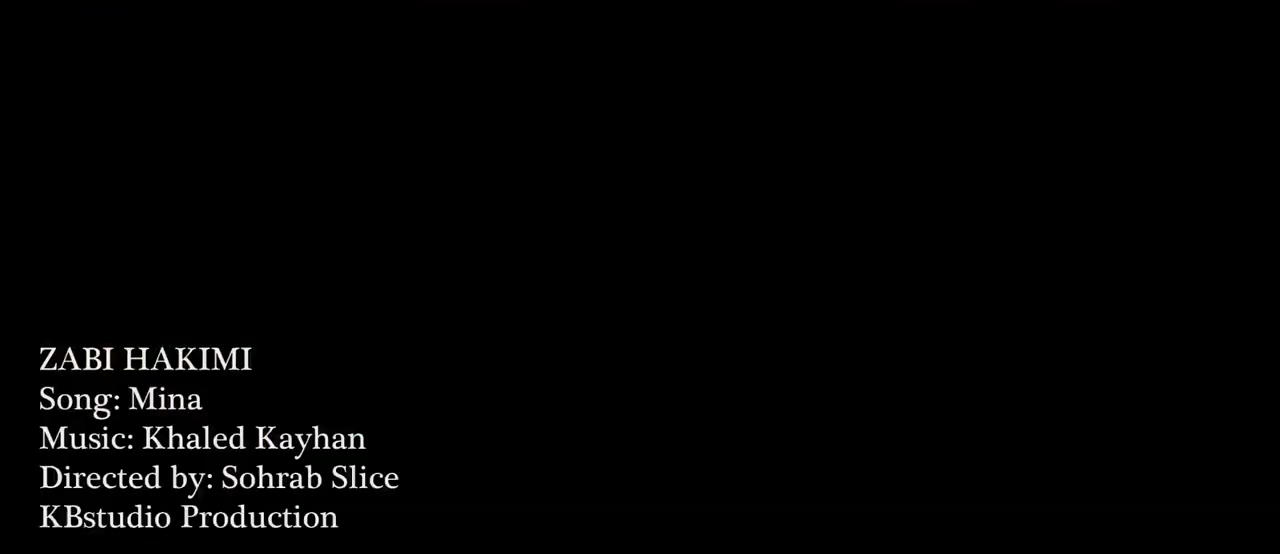 ZABI HAKIMI
Song: Mina
Music: Khaled Kayhan
Directed by: Sohrab Slice
KBstudio Production